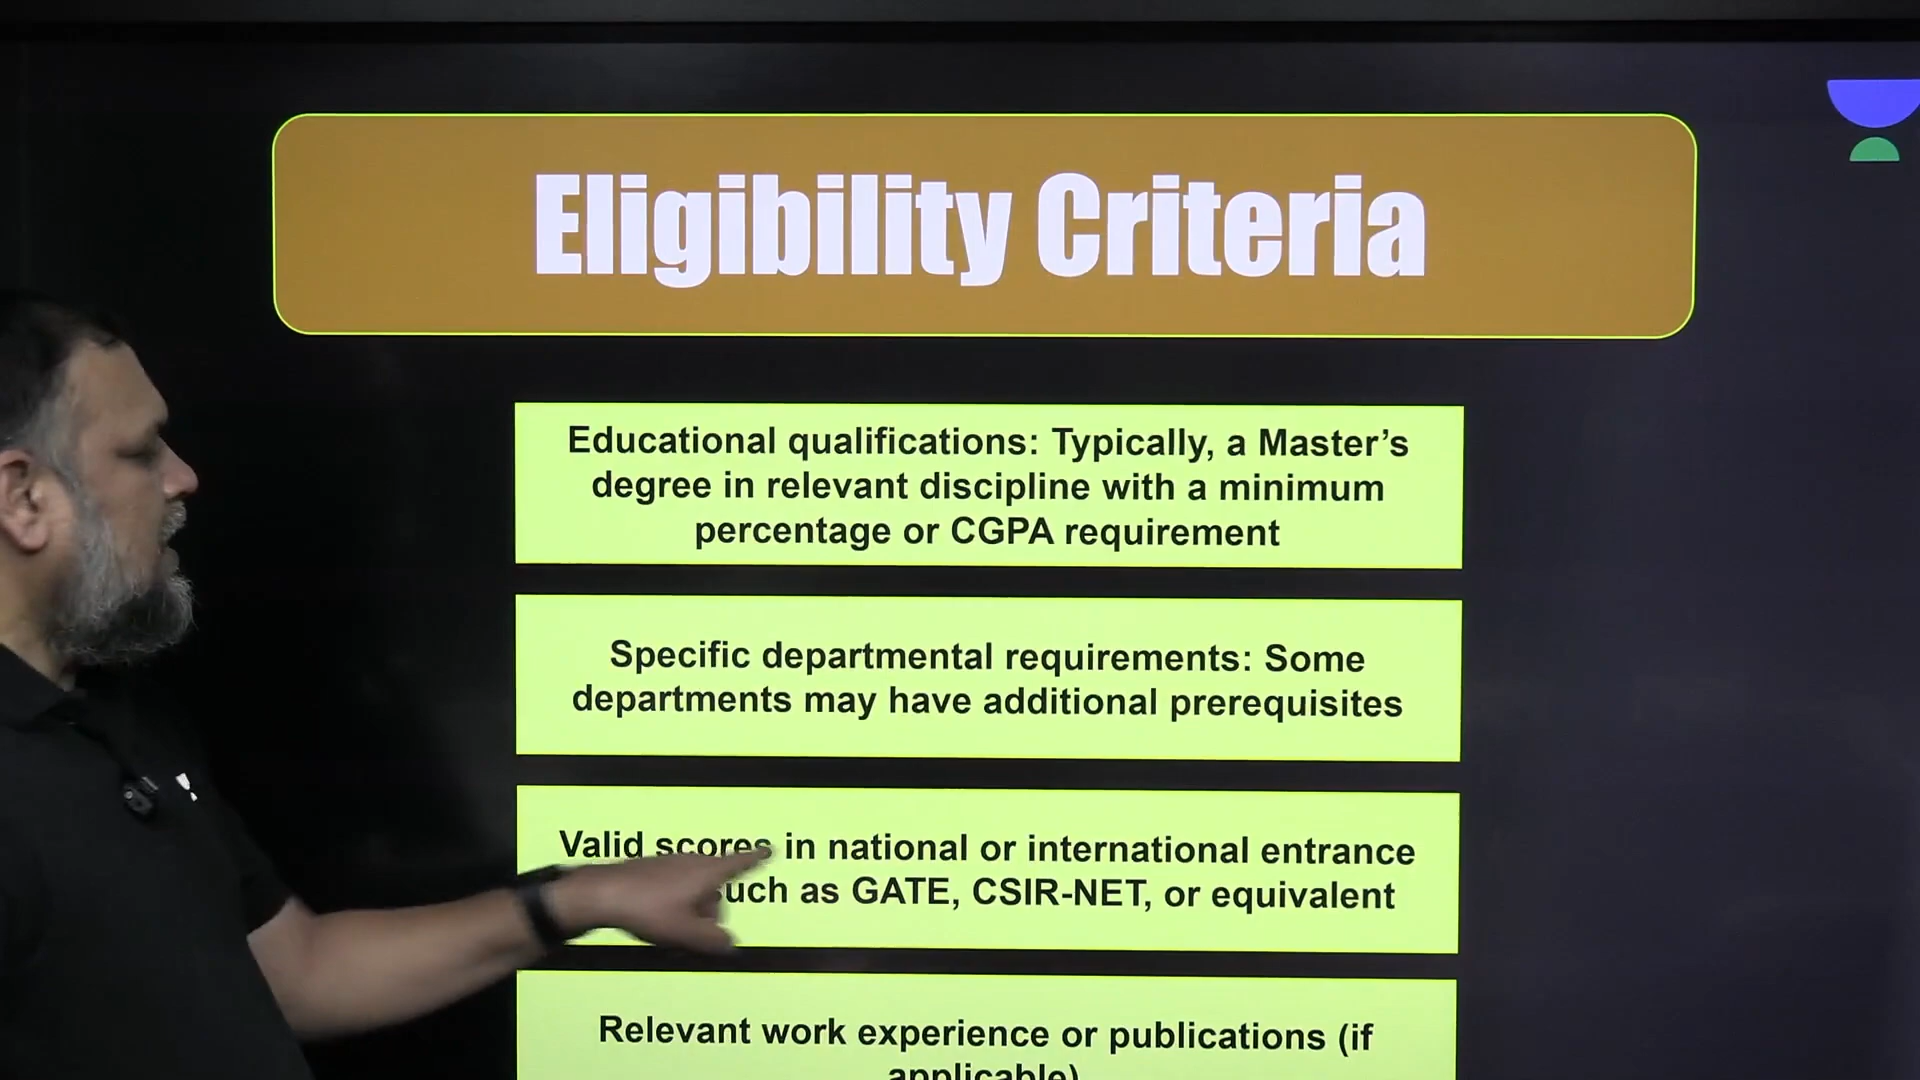 Eligibility Criteria
Educational qualifications: Typically, a Master’s
degree in relevant discipline with a minimum
percentage or CGPA requirement
Specific departmental requirements: Some
departments may have additional prerequisites
Valid scores in national or international entrance
such as GATE, CSIR-NET, or equivalent
Relevant work experience or publications (if
applicable)